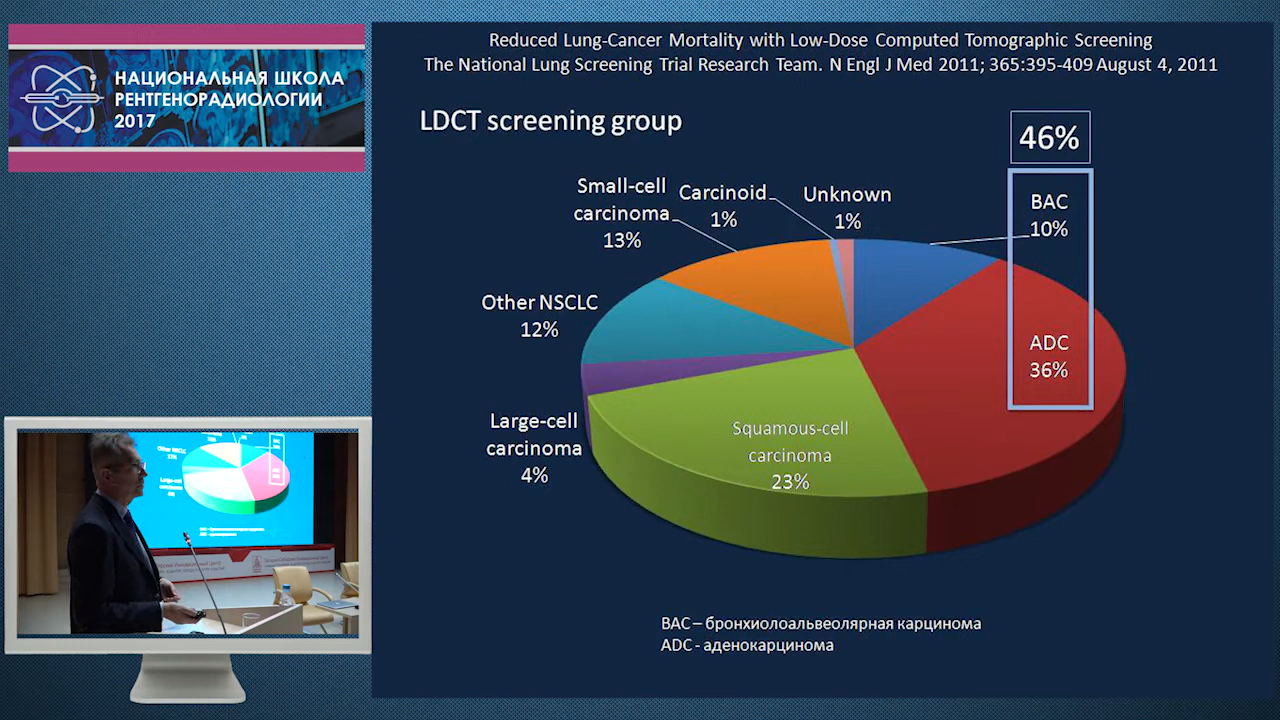 НАЦИОНАЛЬНАЯ ШКОЛА
РЕНТГЕНОРАДИОЛОГИИ
2017
Reduced Lung-Cancer Mortality with Low-Dose Computed Tomographic Screening
The National Lung Screening Trial Research Team. N Engl J Med 2011; 365:395-409 August 4, 2011
LDCT screening group
46%
Small-cell
carcinoma
13%
Carcinoid
1%
Unknown
1%
BAC
10%
Other NSCLC
12%
ADC
36%
Large-cell
carcinoma
4%
Squamous-cell
carcinoma
23%
BAC – бронхиолоальвеолярная карцинома
ADC - аденокарцинома
Other NSCLC